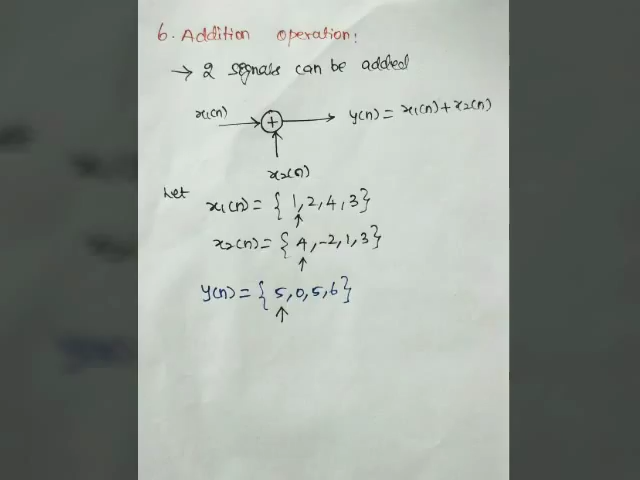 6. Addition operation:
→ 2 signals can be added
x1(n) + y(n) = x1(n) + x2(n)
x2(n)
Let
x1(n) = { 1, 2, 4, 3 }
↑
x2(n) = { 4, -2, 1, 3 }
↑
y(n) = { 5, 0, 5, 6 }
↑